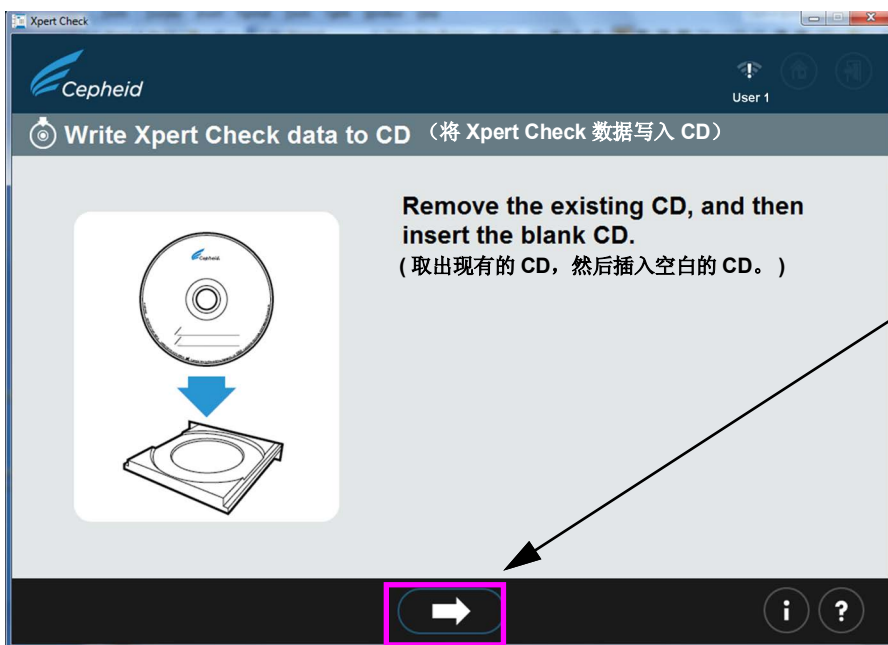 Xpert Check
Cepheid
User 1
Write Xpert Check data to CD （将 Xpert Check 数据写入 CD）
Remove the existing CD, and then
insert the blank CD.
( 取出现有的 CD，然后插入空白的 CD。 )
Cepheid
i ?